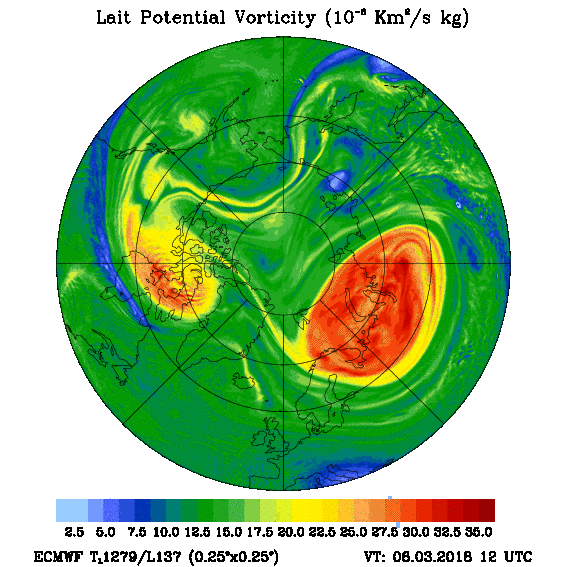 Lait Potential Vorticity (10⁻⁶ Km²/s kg)
2.5 5.0 7.5 10.0 12.5 15.0 17.5 20.0 22.5 25.0 27.5 30.0 32.5 35.0
ECMWF T_L1279/L137 (0.25°x0.25°) VT: 06.03.2018 12 UTC